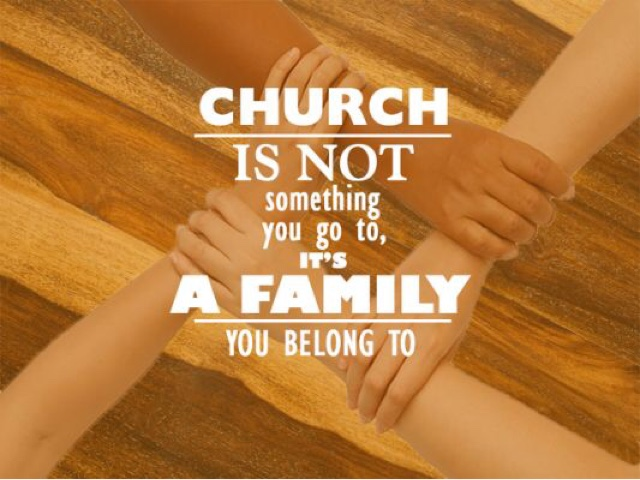 CHURCH
IS NOT
something
you go to,
IT'S
A FAMILY
YOU BELONG TO